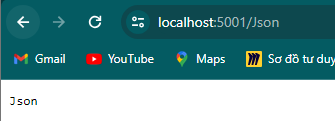 localhost:5001/Json
Gmail YouTube Maps Sơ đồ tư duy
Json